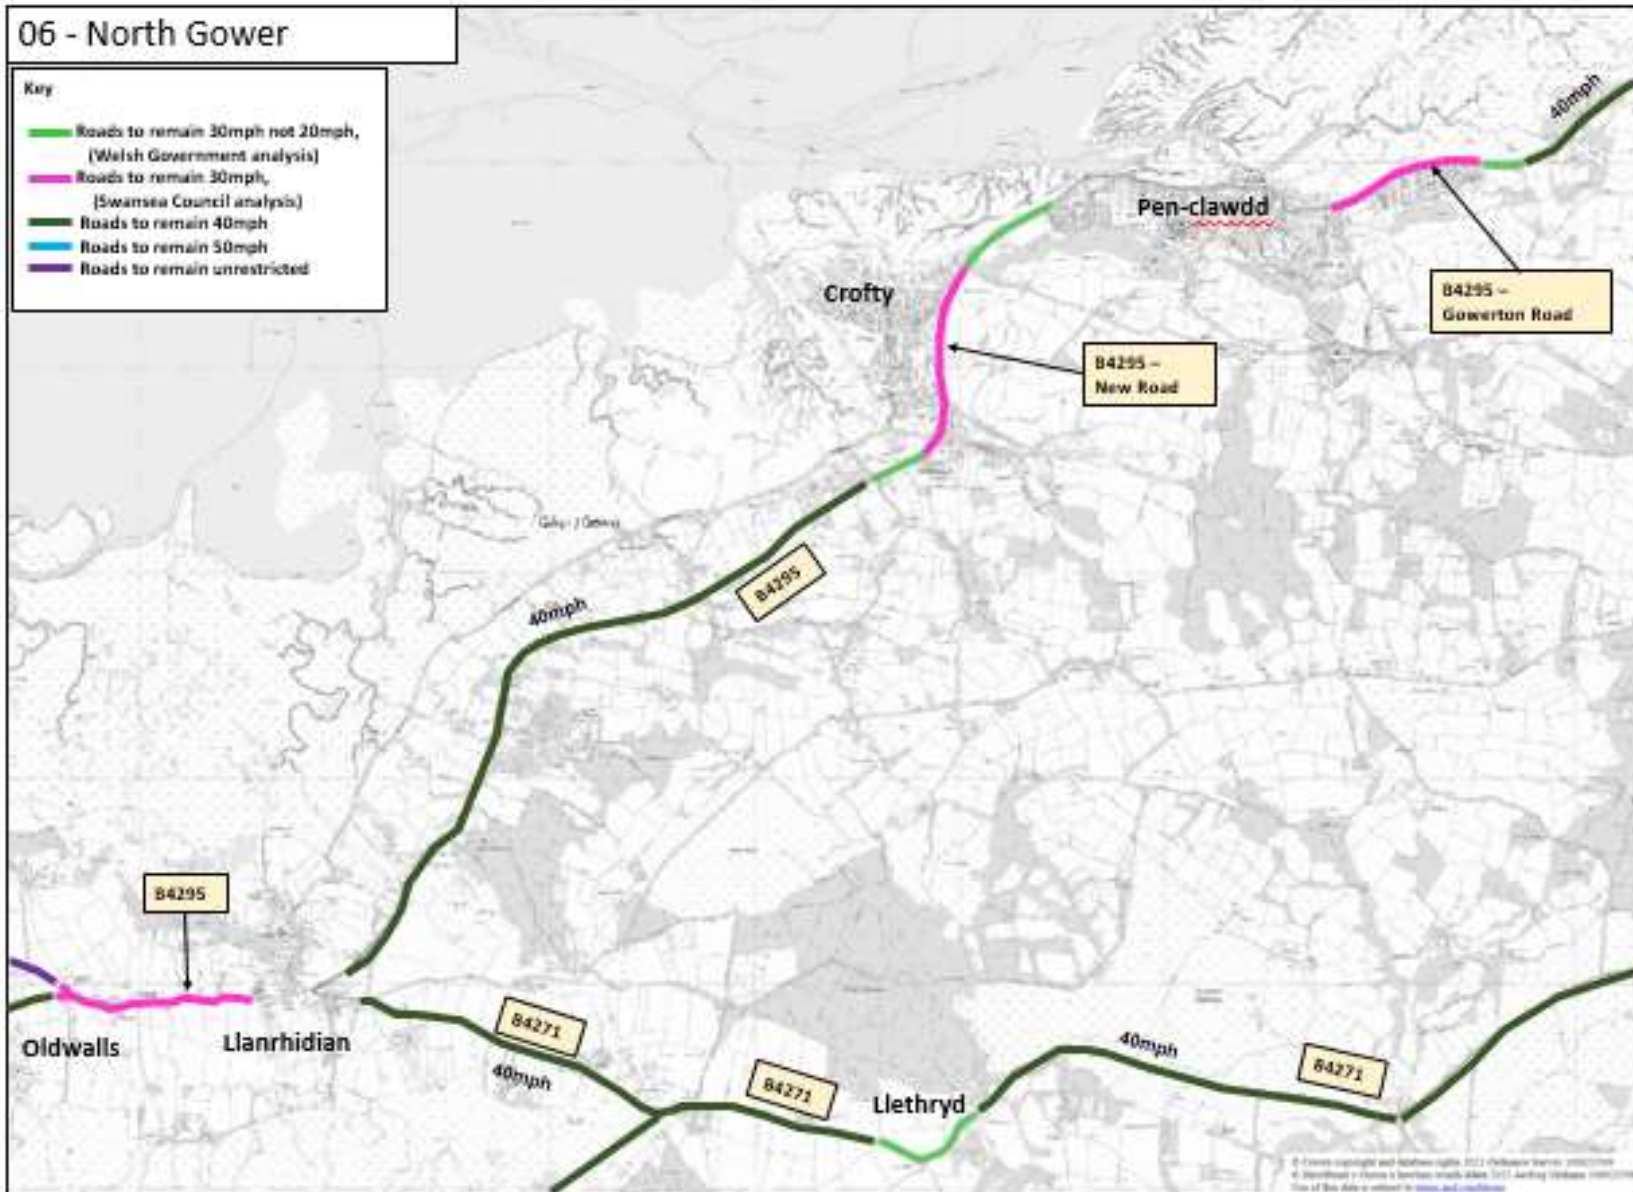 06 - North Gower
Key
Roads to remain 30mph not 20mph,
(Welsh Government analysis)
Roads to remain 30mph,
(Swansea Council analysis)
Roads to remain 40mph
Roads to remain 50mph
Roads to remain unrestricted
40mph
Pen-clawdd
Crofty
B4295 –
Gowerton Road
B4295 –
New Road
B4295
40mph
B4295
Oldwalls
Llanrhidian
B4271
40mph
B4271
Llethryd
40mph
B4271